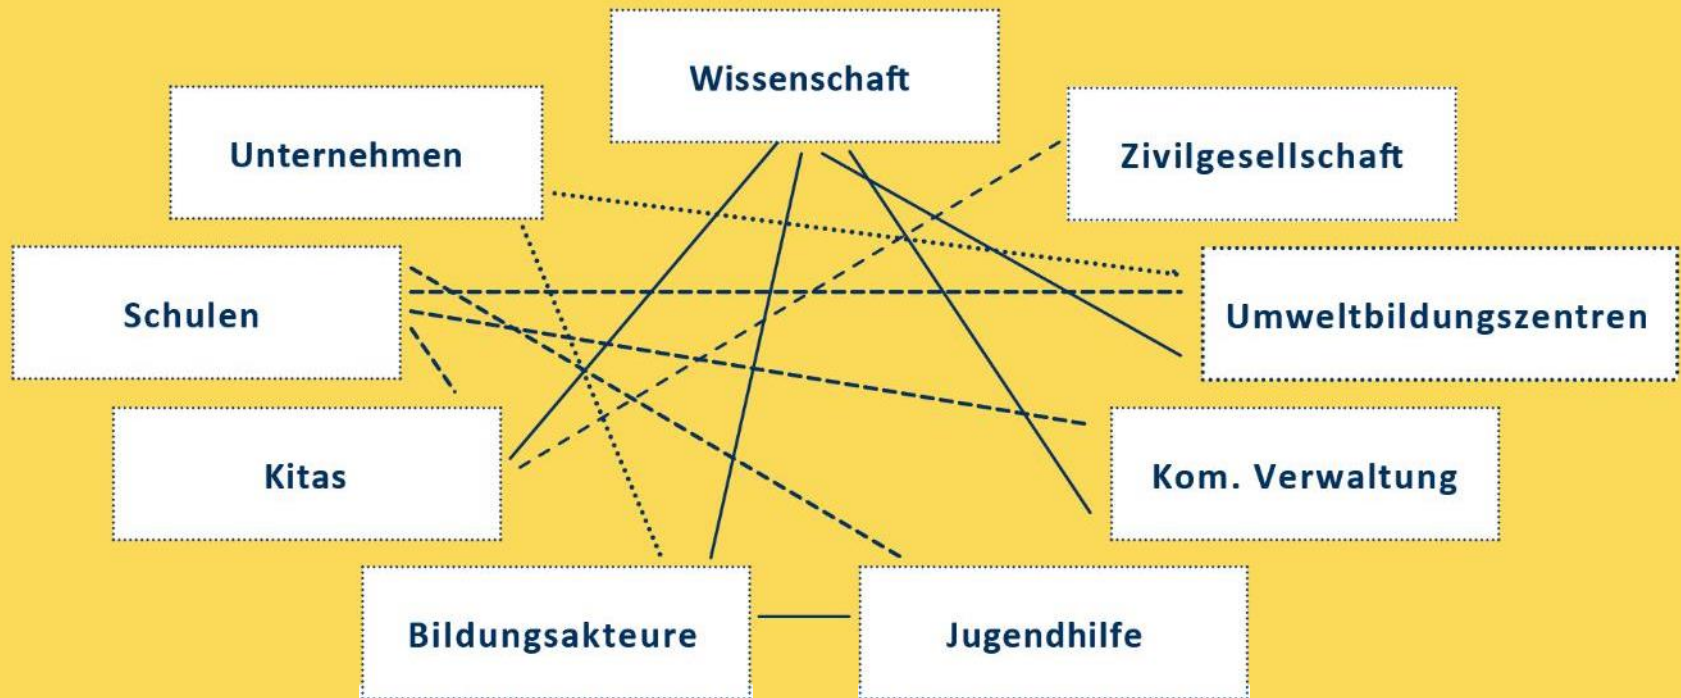 Wissenschaft
Unternehmen
Zivilgesellschaft
Schulen
Umweltbildungszentren
Kitas
Kom. Verwaltung
Bildungsakteure
Jugendhilfe